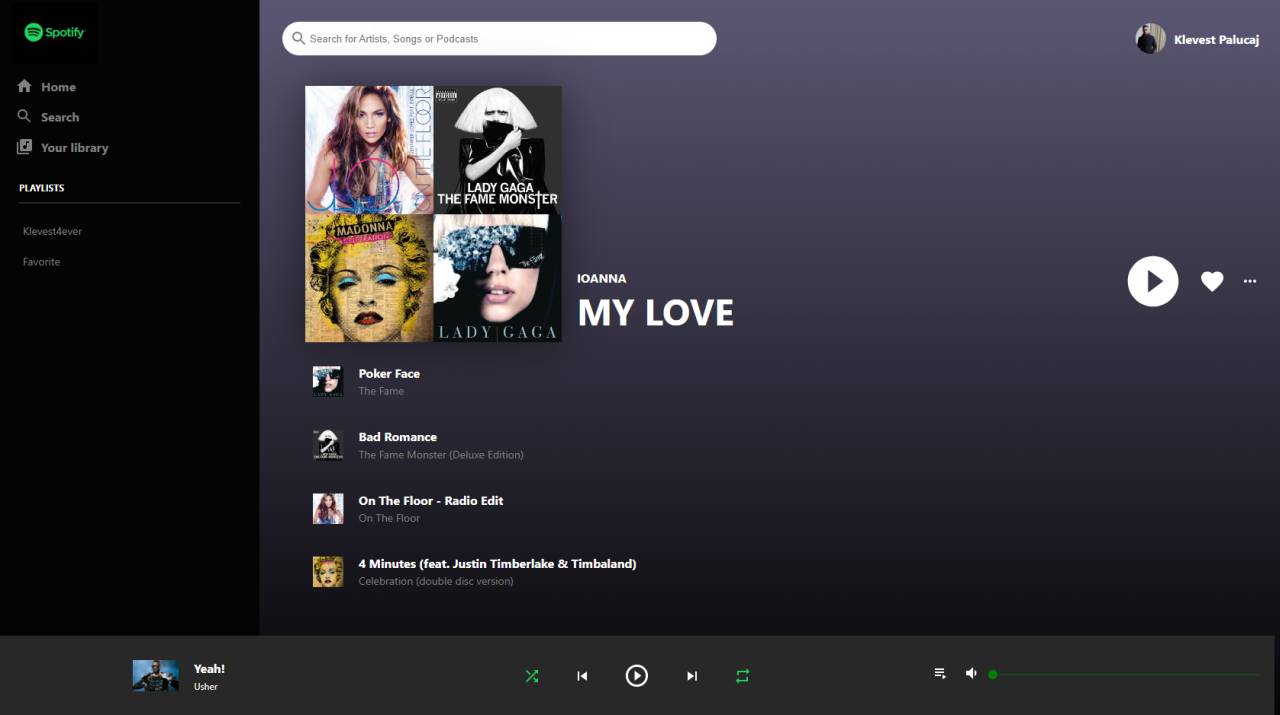 Spotify
Search for Artists, Songs or Podcasts
Klevest Palucaj
Home
Search
Your library
PLAYLISTS
Klevest4ever
Favorite
ON THE FLOOR
LADY GAGA
THE FAME MONSTER
MADONNA
CELEBRATION
The Fame
LADY GAGA
IOANNA
MY LOVE
Poker Face
The Fame
Bad Romance
The Fame Monster (Deluxe Edition)
On The Floor - Radio Edit
On The Floor
4 Minutes (feat. Justin Timberlake & Timbaland)
Celebration (double disc version)
Yeah!
Usher